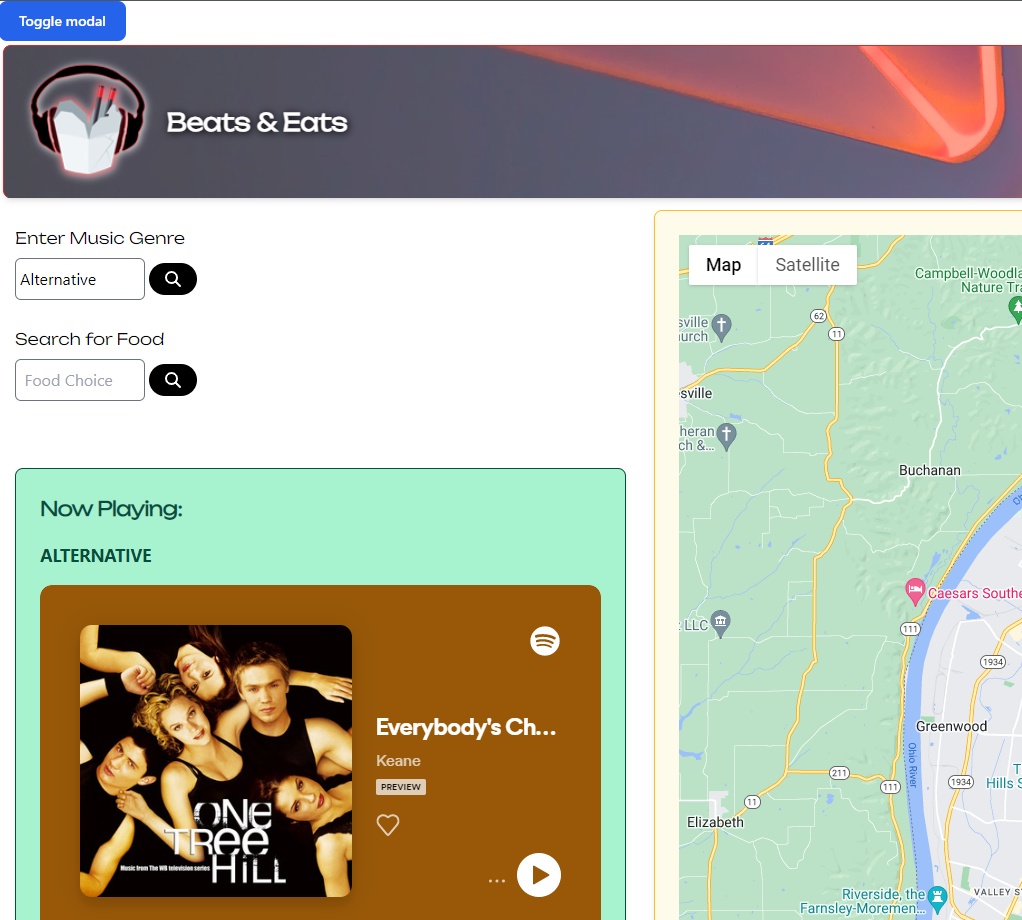 Toggle modal
Beats & Eats
Enter Music Genre
Alternative
Search for Food
Food Choice
Now Playing:
ALTERNATIVE
ONE
TREE
HILL
Music from The WB television series
Everybody's Ch...
Keane
PREVIEW
...
Map
Satellite
64
Campbell-Woodla
Nature Tra
62
11
sville
urch
esville
heran
ch &...
Buchanan
Caesars Southe
LLC
111
1934
Greenwood
Ohio River
T
Hills S
211
111
1934
11
Elizabeth
VALLEY S
Riverside, the
Farnsley-Moremen...